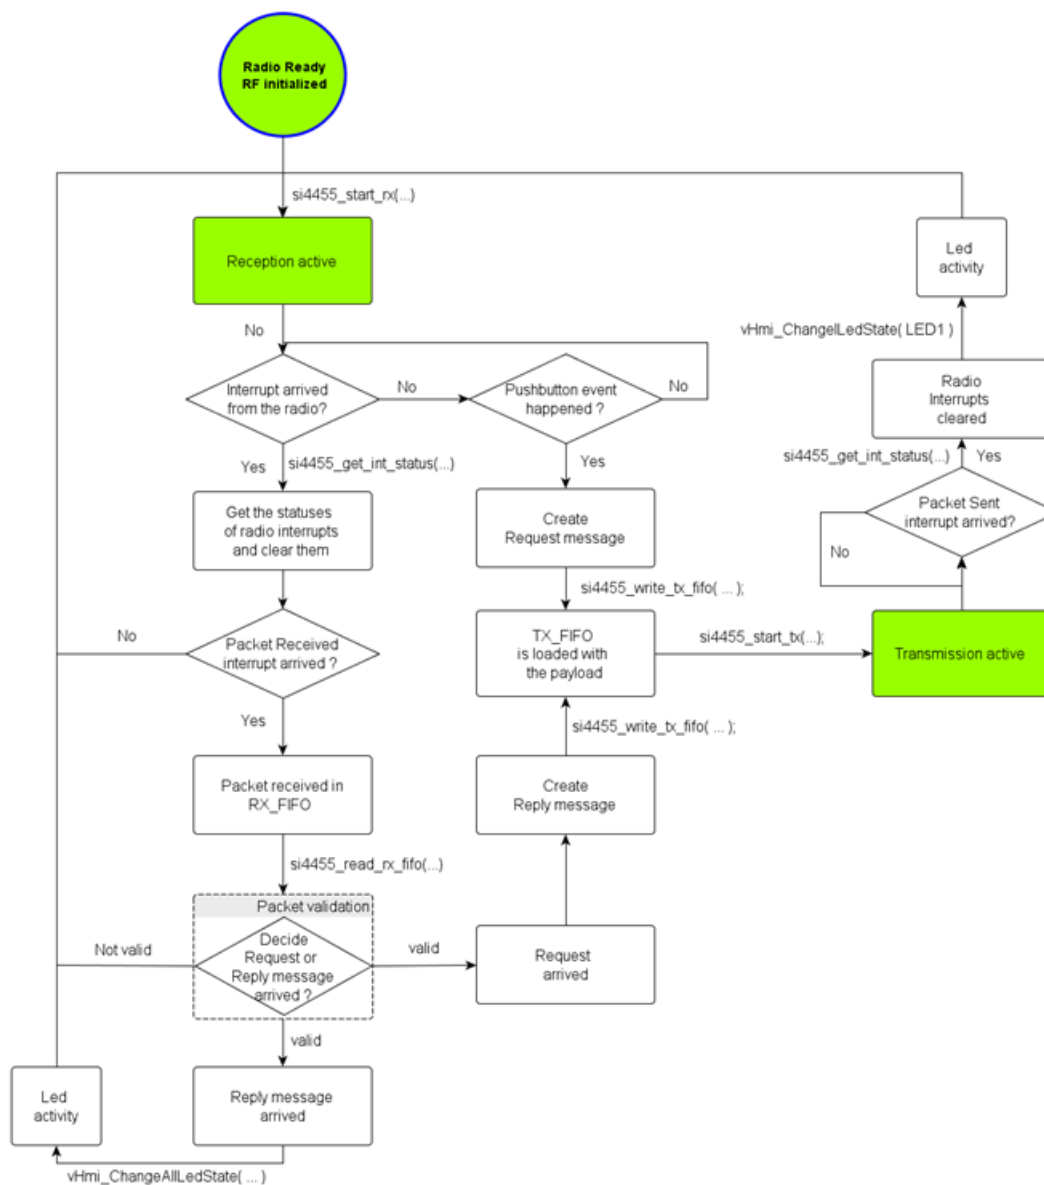 Radio Ready
RF initialized
si4455_start_rx(...)
Reception active
Led
activity
No
vHmi_ChangelLedState( LED1 )
Interrupt arrived
from the radio?
No
Pushbutton event
happened ?
No
Radio
Interrupts
cleared
Yes
si4455_get_int_status(...)
Yes
si4455_get_int_status(...)
Yes
Get the statuses
of radio interrupts
and clear them
Create
Request message
Packet Sent
interrupt arrived?
No
si4455_write_tx_fifo( ... );
No
Packet Received
interrupt arrived ?
TX_FIFO
is loaded with
the payload
si4455_start_tx(...);
Transmission active
Yes
si4455_write_tx_fifo( ... );
Packet received in
RX_FIFO
Create
Reply message
si4455_read_rx_fifo(...)
Packet validation
Not valid
Decide
Request or
Reply message
arrived ?
valid
Request
arrived
valid
Led
activity
Reply message
arrived
vHmi_ChangeAllLedState( ... )